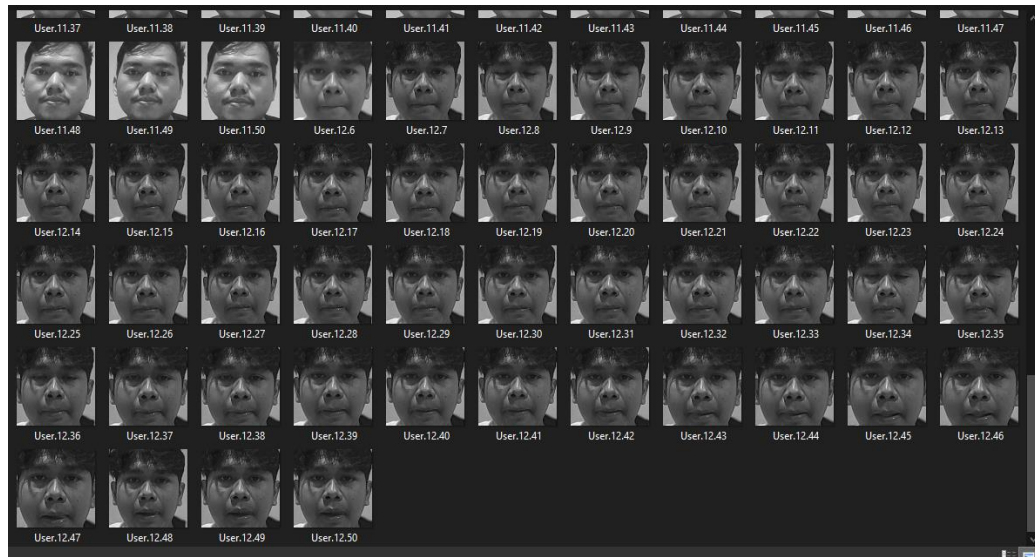 User.11.37 User.11.38 User.11.39 User.11.40 User.11.41 User.11.42 User.11.43 User.11.44 User.11.45 User.11.46 User.11.47
User.11.48 User.11.49 User.11.50 User.12.6 User.12.7 User.12.8 User.12.9 User.12.10 User.12.11 User.12.12 User.12.13
User.12.14 User.12.15 User.12.16 User.12.17 User.12.18 User.12.19 User.12.20 User.12.21 User.12.22 User.12.23 User.12.24
User.12.25 User.12.26 User.12.27 User.12.28 User.12.29 User.12.30 User.12.31 User.12.32 User.12.33 User.12.34 User.12.35
User.12.36 User.12.37 User.12.38 User.12.39 User.12.40 User.12.41 User.12.42 User.12.43 User.12.44 User.12.45 User.12.46
User.12.47 User.12.48 User.12.49 User.12.50